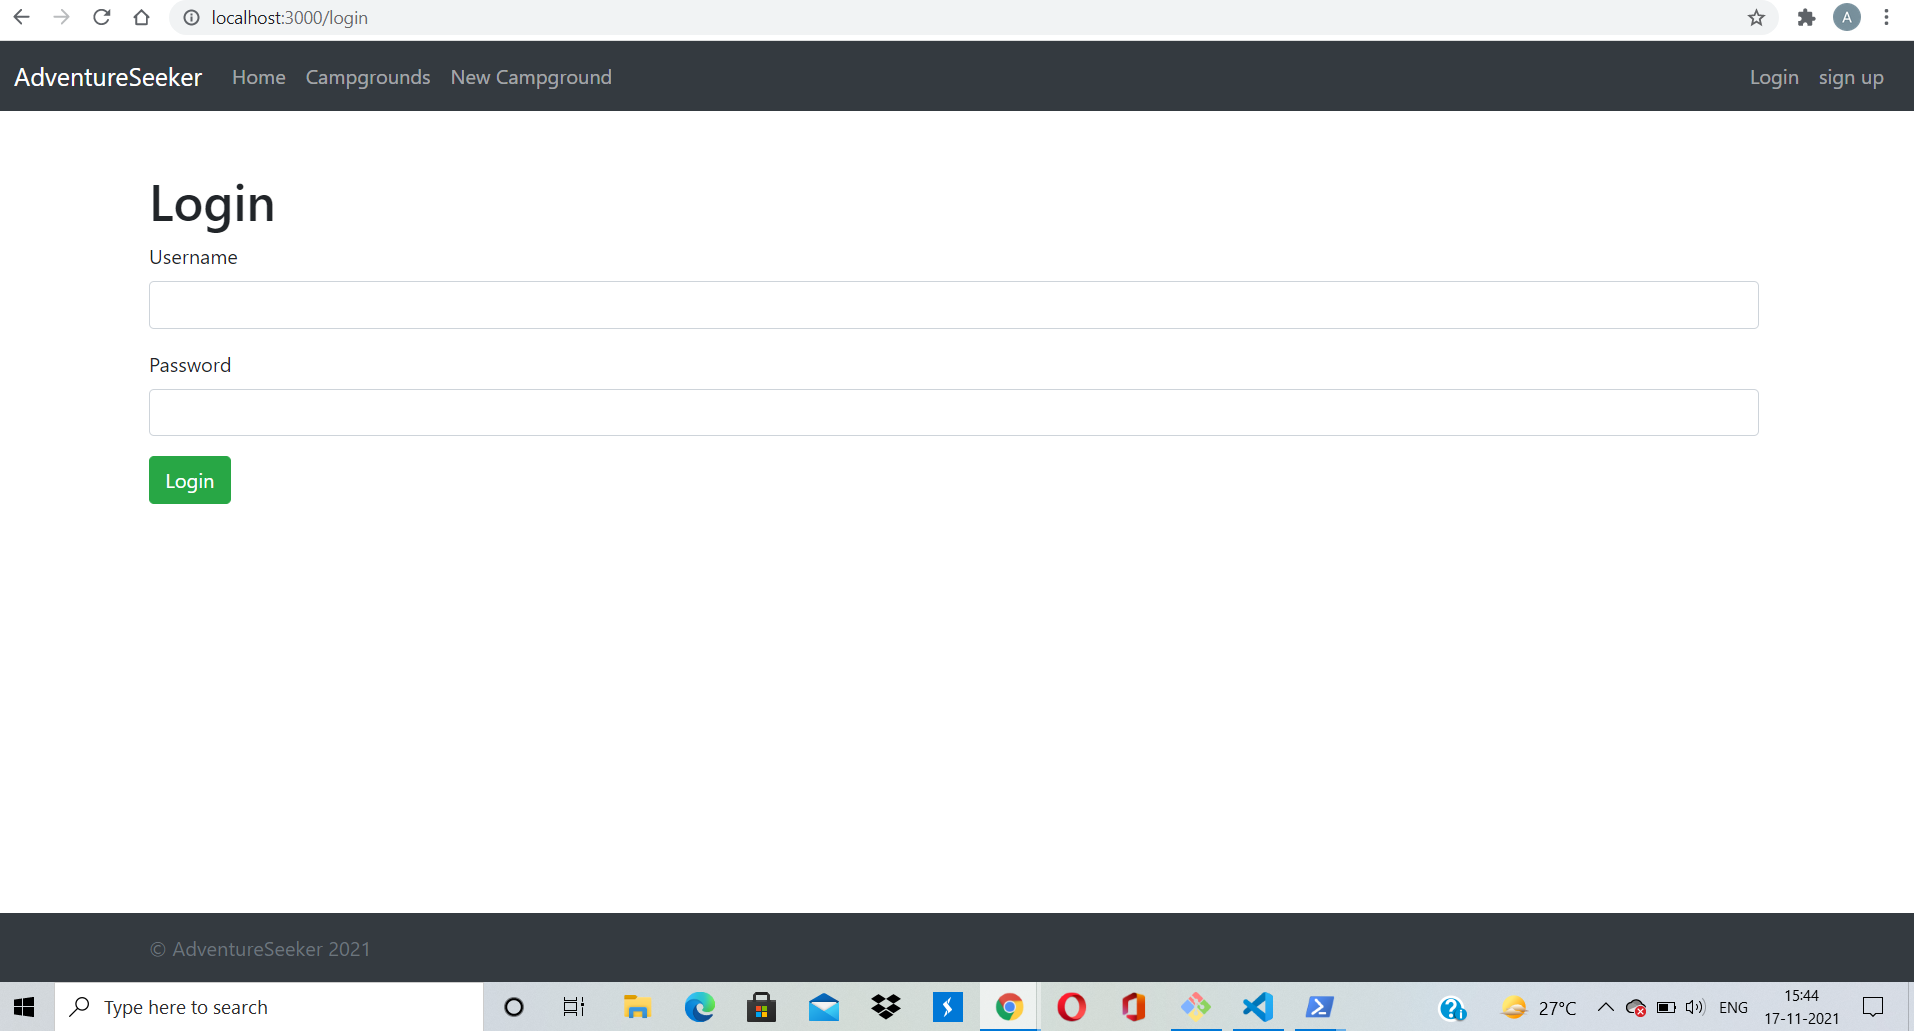 localhost:3000/login
A
AdventureSeeker Home Campgrounds New Campground Login sign up
Login
Username
Password
Login
© AdventureSeeker 2021
Type here to search
27°C
ENG
15:44
17-11-2021